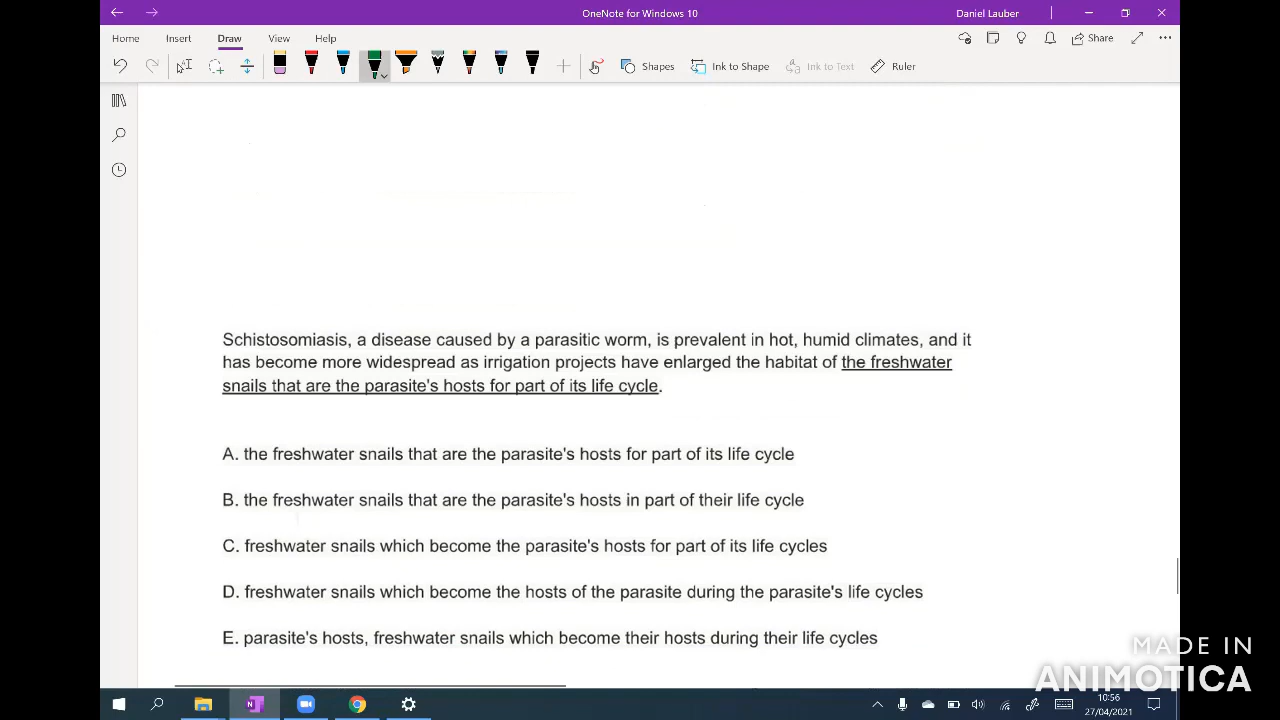 OneNote for Windows 10
Daniel Lauber
Home Insert Draw View Help
Share
Shapes Ink to Shape Ink to Text Ruler
Schistosomiasis, a disease caused by a parasitic worm, is prevalent in hot, humid climates, and it
has become more widespread as irrigation projects have enlarged the habitat of the freshwater
snails that are the parasite's hosts for part of its life cycle.
A. the freshwater snails that are the parasite's hosts for part of its life cycle
B. the freshwater snails that are the parasite's hosts in part of their life cycle
C. freshwater snails which become the parasite's hosts for part of its life cycles
D. freshwater snails which become the hosts of the parasite during the parasite's life cycles
E. parasite's hosts, freshwater snails which become their hosts during their life cycles
MADE IN
ANIMOTICA
10:56
27/04/2021